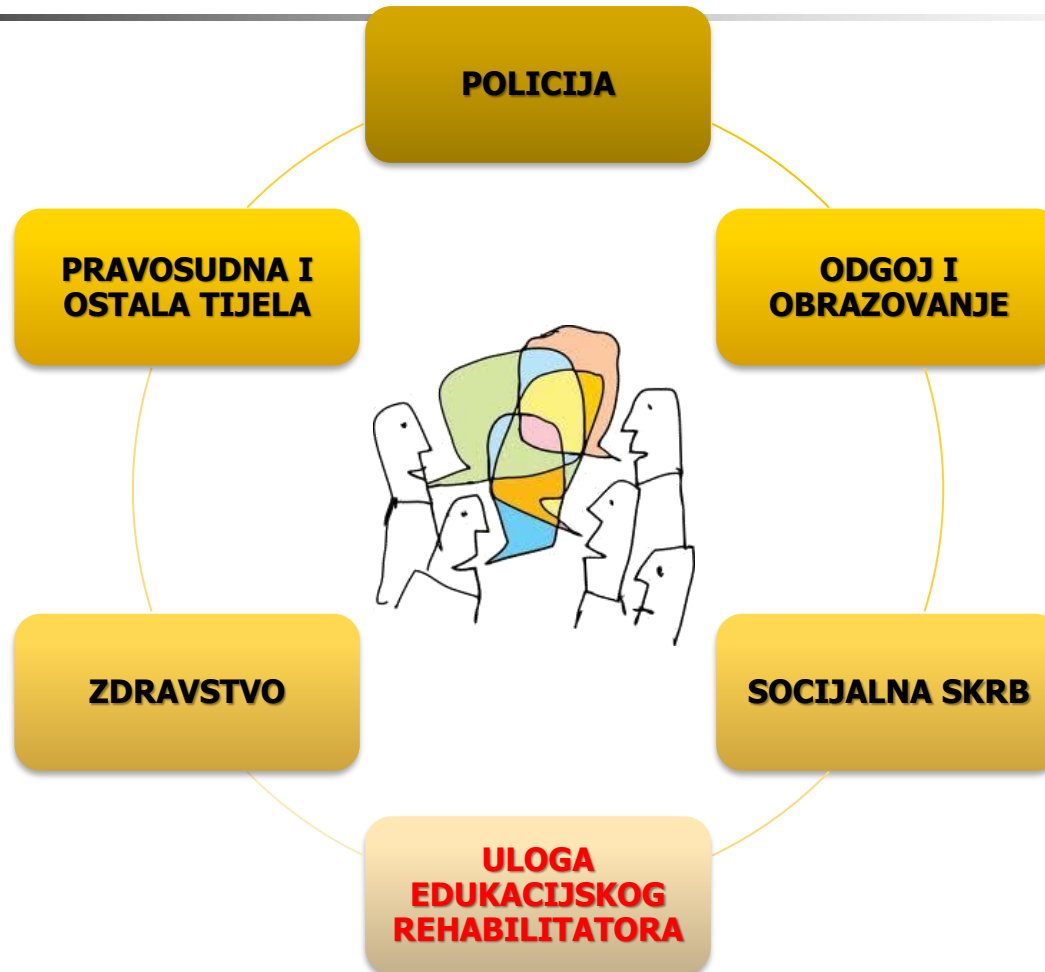 POLICIJA
ODGOJ I
OBRAZOVANJE
SOCIJALNA SKRB
ULOGA
EDUKACIJSKOG
REHABILITATORA
ZDRAVSTVO
PRAVOSUDNA I
OSTALA TIJELA